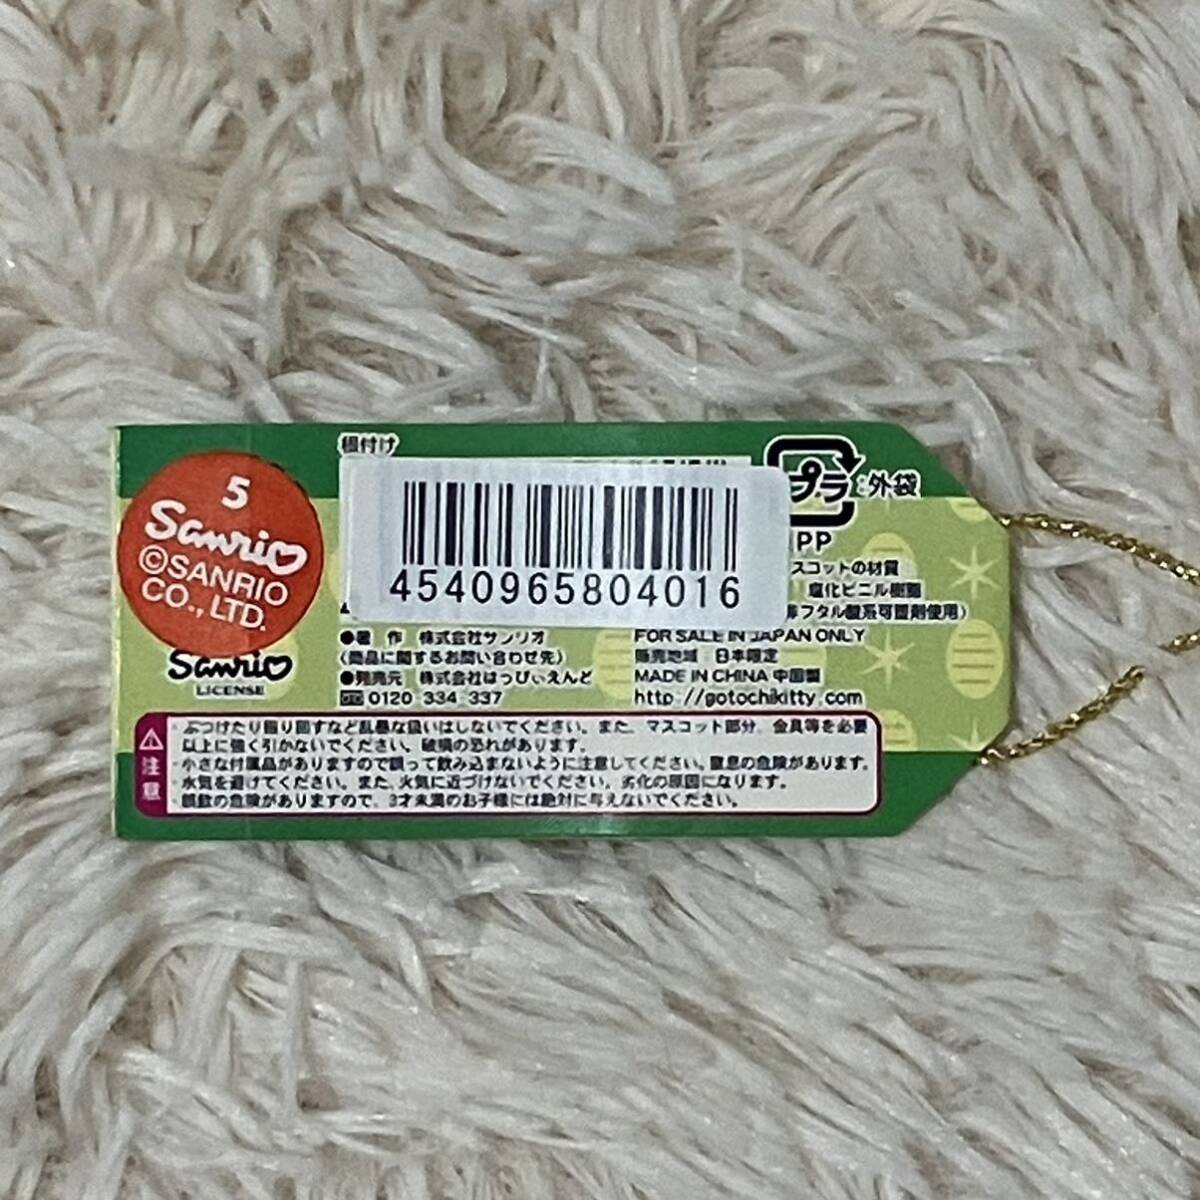 根付け
5
Sanrio
©SANRIO
CO., LTD.
Sanrio
LICENSE
4540965804016
プラ
:外袋
PP
スコットの材質
塩化ビニル樹脂
フタル酸系可塑剤使用)
●著 作 株式会社サンリオ
(商品に関するお問い合わせ先)
●発売元 株式会社はっぴぃえんど
0120 334 337
FOR SALE IN JAPAN ONLY
販売地域 日本限定
MADE IN CHINA 中国製
http://gotochikitty.com
注意
・ぶつけたり振り回すなど乱暴な扱いはしないでください。また、マスコット部分、金具等を必要
以上に強く引かないでください。破損の恐れがあります。
・小さな付属品がありますので誤って飲み込まないように注意してください。窒息の危険があります。
・水気を避けてください。また、火気に近づけないでください。劣化の原因になります。
・誤飲の危険がありますので、3才未満のお子様には絶対に与えないでください。